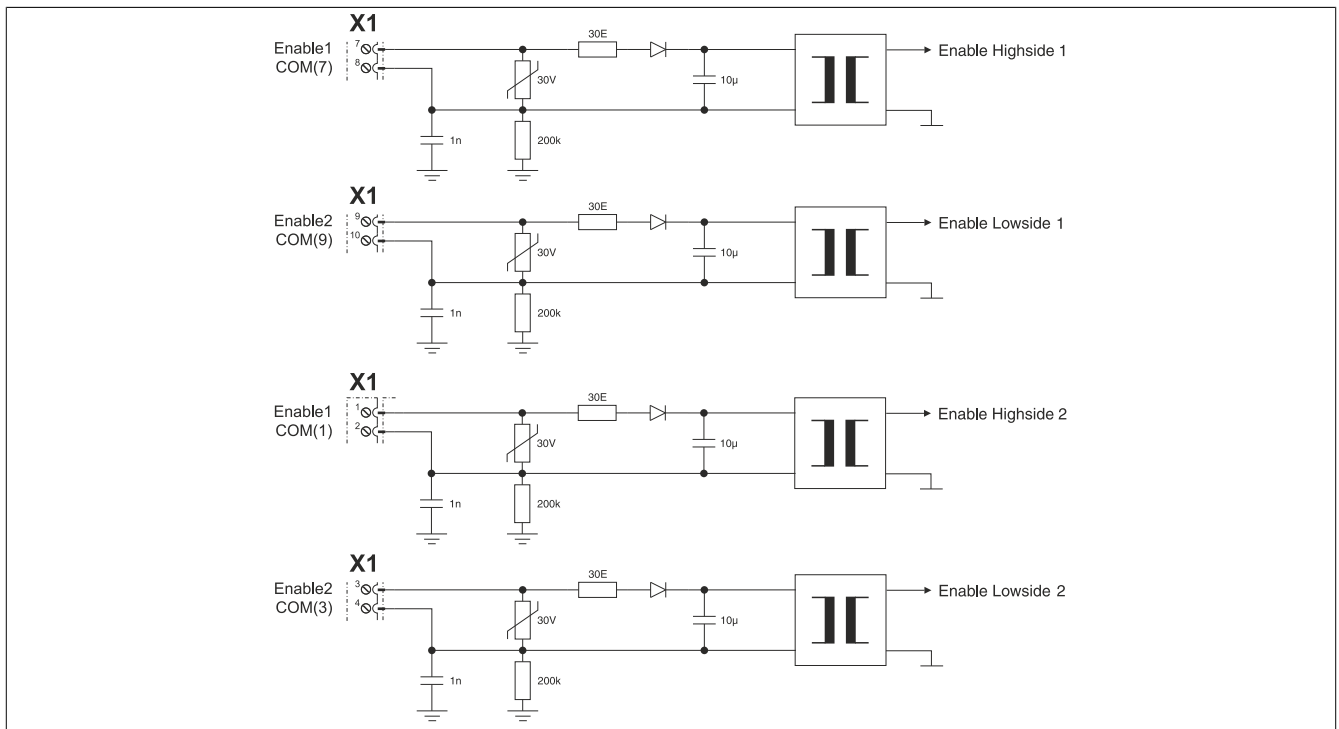 X1
Enable1
COM(7)
7
8
30E
30V
10µ
1n
200k
Enable Highside 1
X1
Enable2
COM(9)
9
10
30E
30V
10µ
1n
200k
Enable Lowside 1
X1
Enable1
COM(1)
1
2
30E
30V
10µ
1n
200k
Enable Highside 2
X1
Enable2
COM(3)
3
4
30E
30V
10µ
1n
200k
Enable Lowside 2